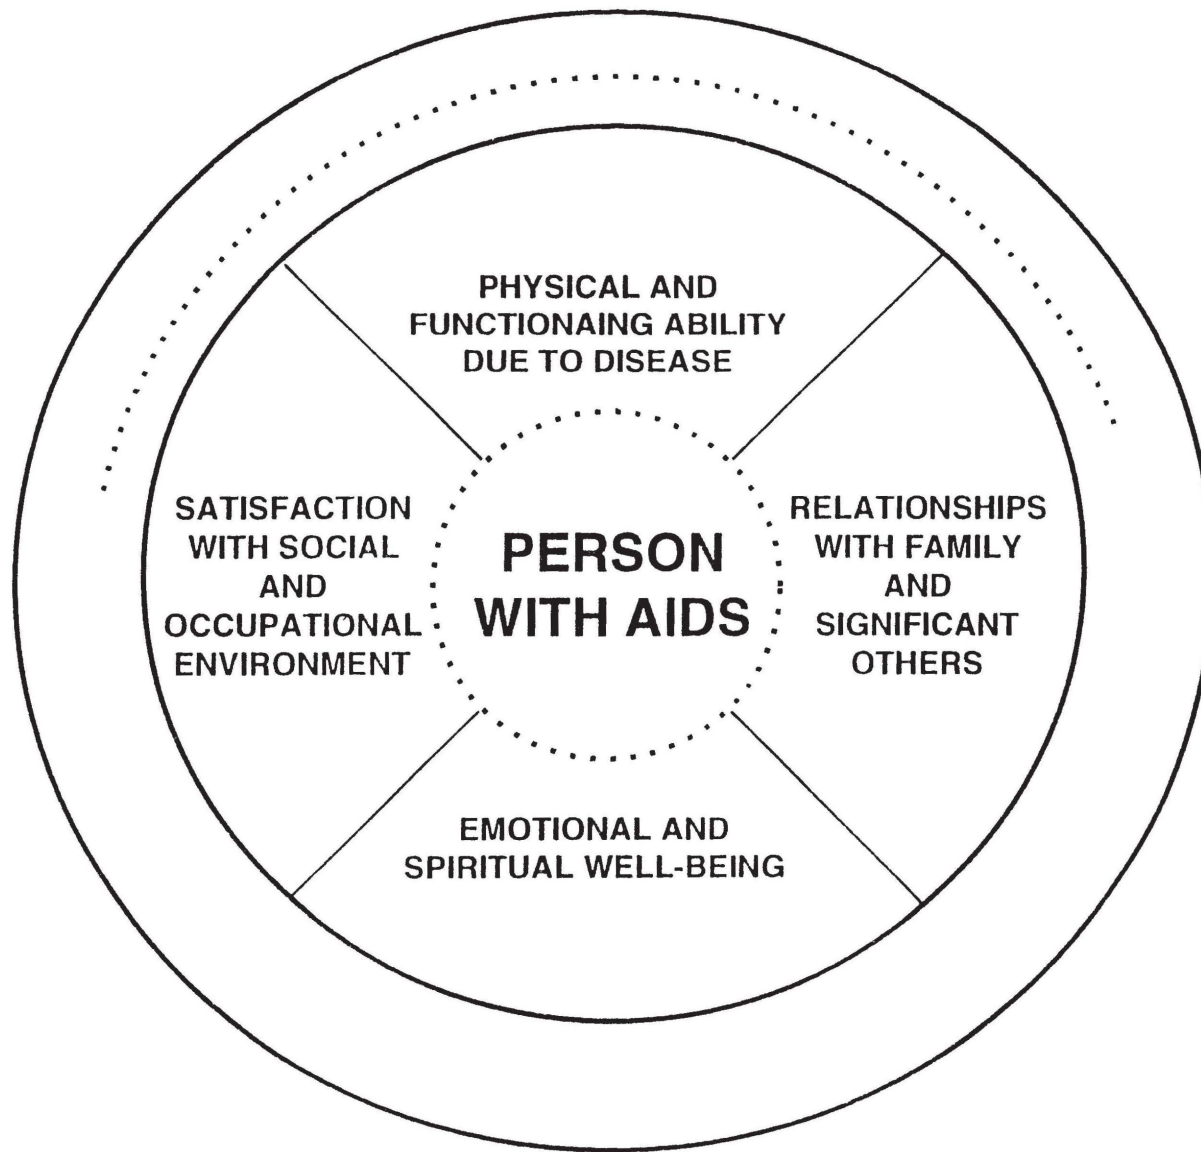 PHYSICAL AND
FUNCTIONAING ABILITY
DUE TO DISEASE
SATISFACTION
WITH SOCIAL
AND
OCCUPATIONAL
ENVIRONMENT
PERSON
WITH AIDS
RELATIONSHIPS
WITH FAMILY
AND
SIGNIFICANT
OTHERS
EMOTIONAL AND
SPIRITUAL WELL-BEING